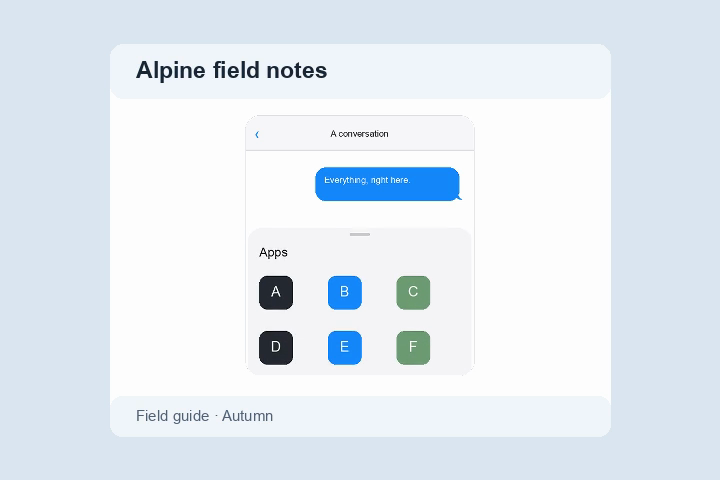 Alpine field notes
‹ A conversation
Everything, right here.
Apps
A B C
D E F
Field guide · Autumn